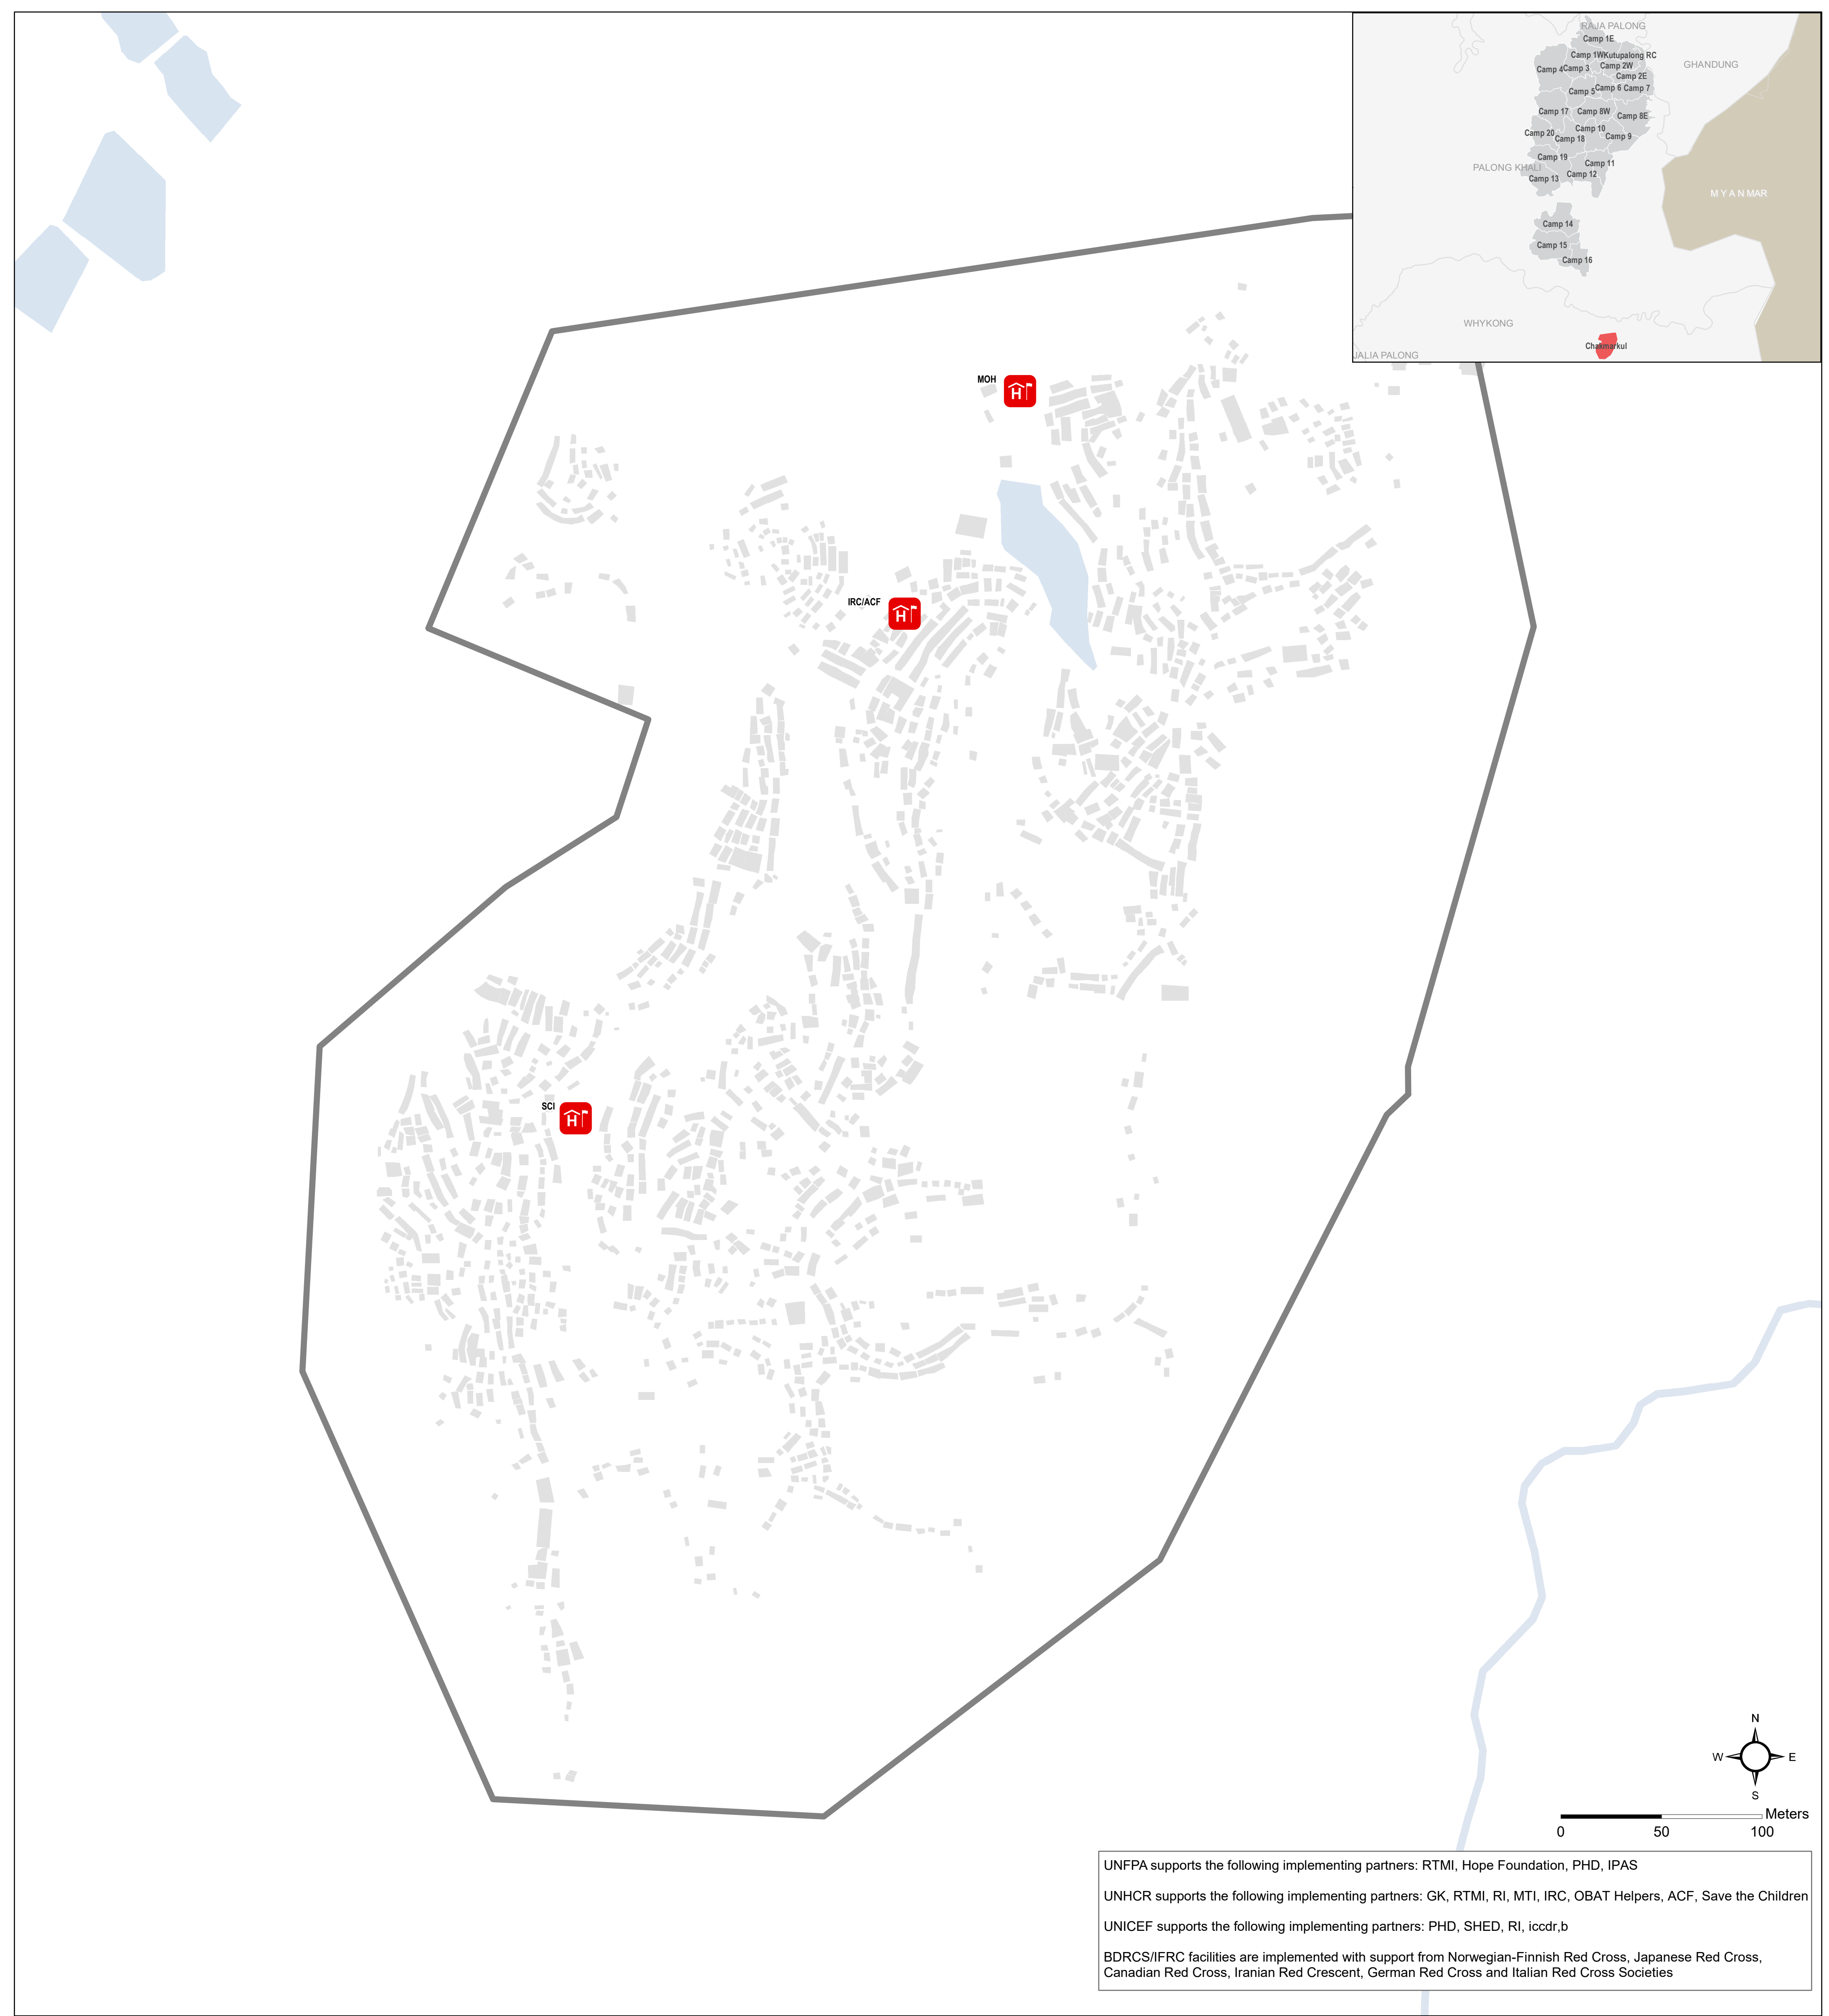 RAJA PALONG
Camp 1E
Camp 1W
Kutupalong RC
GHANDUNG
Camp 4
Camp 3
Camp 2W
Camp 2E
Camp 5
Camp 6
Camp 7
Camp 17
Camp 8W
Camp 8E
Camp 20
Camp 10
Camp 18
Camp 9
Camp 19
Camp 11
PALONG KHALI
Camp 13
Camp 12
M Y A N MAR
Camp 14
Camp 15
Camp 16
WHYKONG
Chakmarkul
JALIA PALONG
MOH
H
IRC/ACF
H
SCI
H
N
W
E
S
Meters
0
50
100
UNFPA supports the following implementing partners: RTMI, Hope Foundation, PHD, IPAS
UNHCR supports the following implementing partners: GK, RTMI, RI, MTI, IRC, OBAT Helpers, ACF, Save the Children
UNICEF supports the following implementing partners: PHD, SHED, RI, iccdr,b
BDRCS/IFRC facilities are implemented with support from Norwegian-Finnish Red Cross, Japanese Red Cross,
Canadian Red Cross, Iranian Red Crescent, German Red Cross and Italian Red Cross Societies